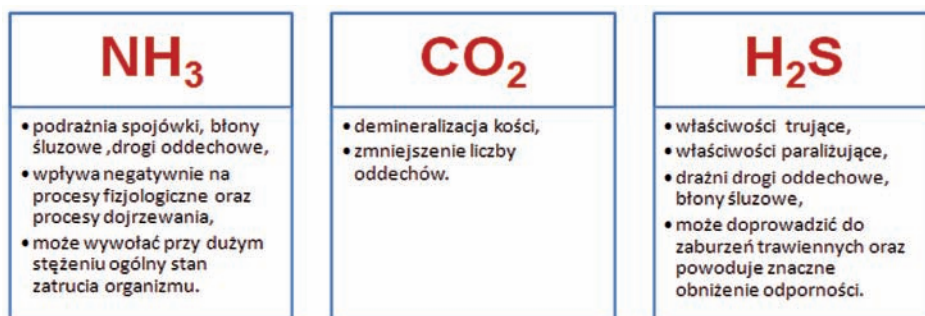 NH₃
• podrażnia spojówki, błony
śluzowe ,drogi oddechowe,
• wpływa negatywnie na
procesy fizjologiczne oraz
procesy dojrzewania,
• może wywołać przy dużym
stężeniu ogólny stan
zatrucia organizmu.
CO₂
• demineralizacja kości,
• zmniejszenie liczby
oddechów.
H₂S
• właściwości trujące,
• właściwości paraliżujące,
• drażni drogi oddechowe,
błony śluzowe,
• może doprowadzić do
zaburzeń trawiennych oraz
powoduje znaczne
obniżenie odporności.